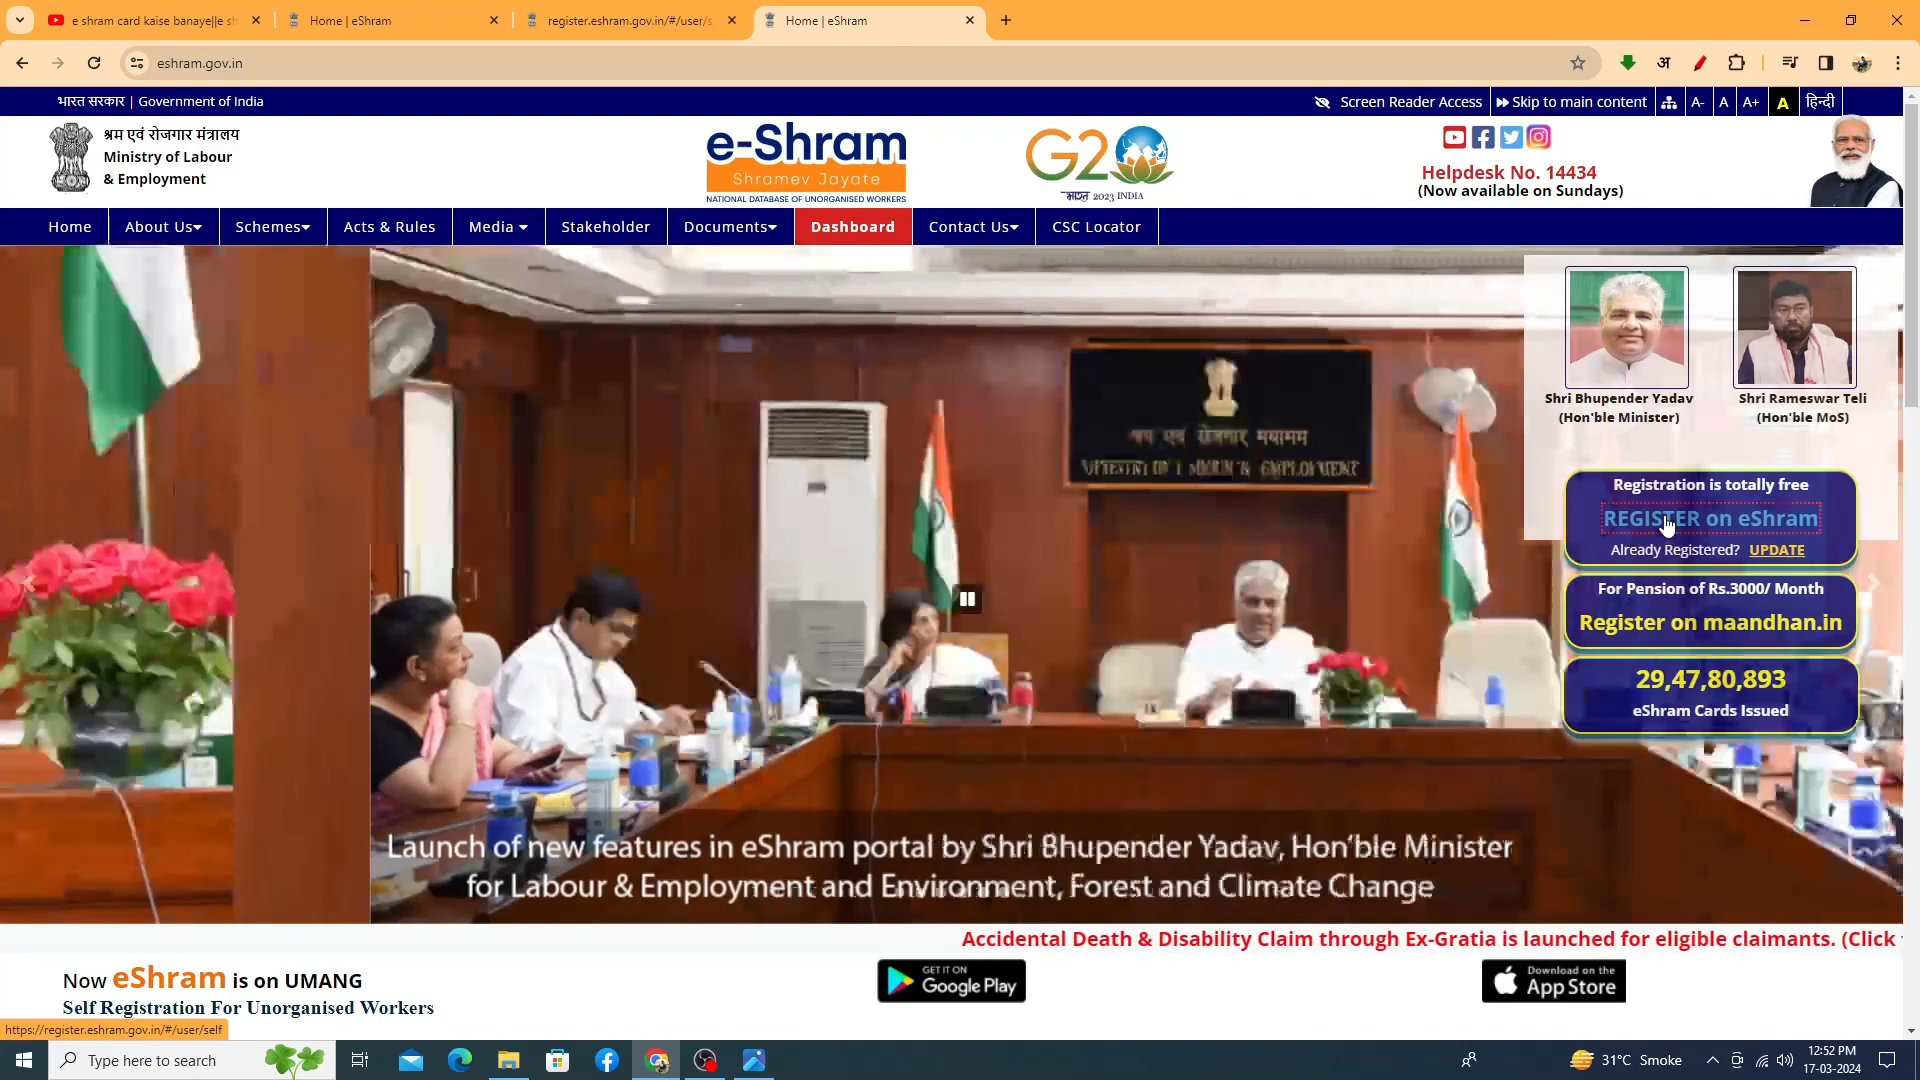 e shram card kaise banaye||e sh
Home | eShram
register.eshram.gov.in/#/user/s
Home | eShram
eshram.gov.in
अ
भारत सरकार | Government of India
Screen Reader Access
Skip to main content
A-
A
A+
A
हिन्दी
श्रम एवं रोजगार मंत्रालय
Ministry of Labour
& Employment
e-Shram
Shramev Jayate
NATIONAL DATABASE OF UNORGANISED WORKERS
G20
भारत 2023 INDIA
Helpdesk No. 14434
(Now available on Sundays)
Home
About Us
Schemes
Acts & Rules
Media
Stakeholder
Documents
Dashboard
Contact Us
CSC Locator
Shri Bhupender Yadav
(Hon'ble Minister)
Shri Rameswar Teli
(Hon'ble MoS)
Registration is totally free
REGISTER on eShram
Already Registered? UPDATE
For Pension of Rs.3000/ Month
Register on maandhan.in
29,47,80,893
eShram Cards Issued
Launch of new features in eShram portal by Shri Bhupender Yadav, Hon'ble Minister
for Labour & Employment and Environment, Forest and Climate Change
Accidental Death & Disability Claim through Ex-Gratia is launched for eligible claimants. (Click
Now eShram is on UMANG
Self Registration For Unorganised Workers
GET IT ON
Google Play
Download on the
App Store
https://register.eshram.gov.in/#/user/self
Type here to search
31°C Smoke
12:52 PM
17-03-2024